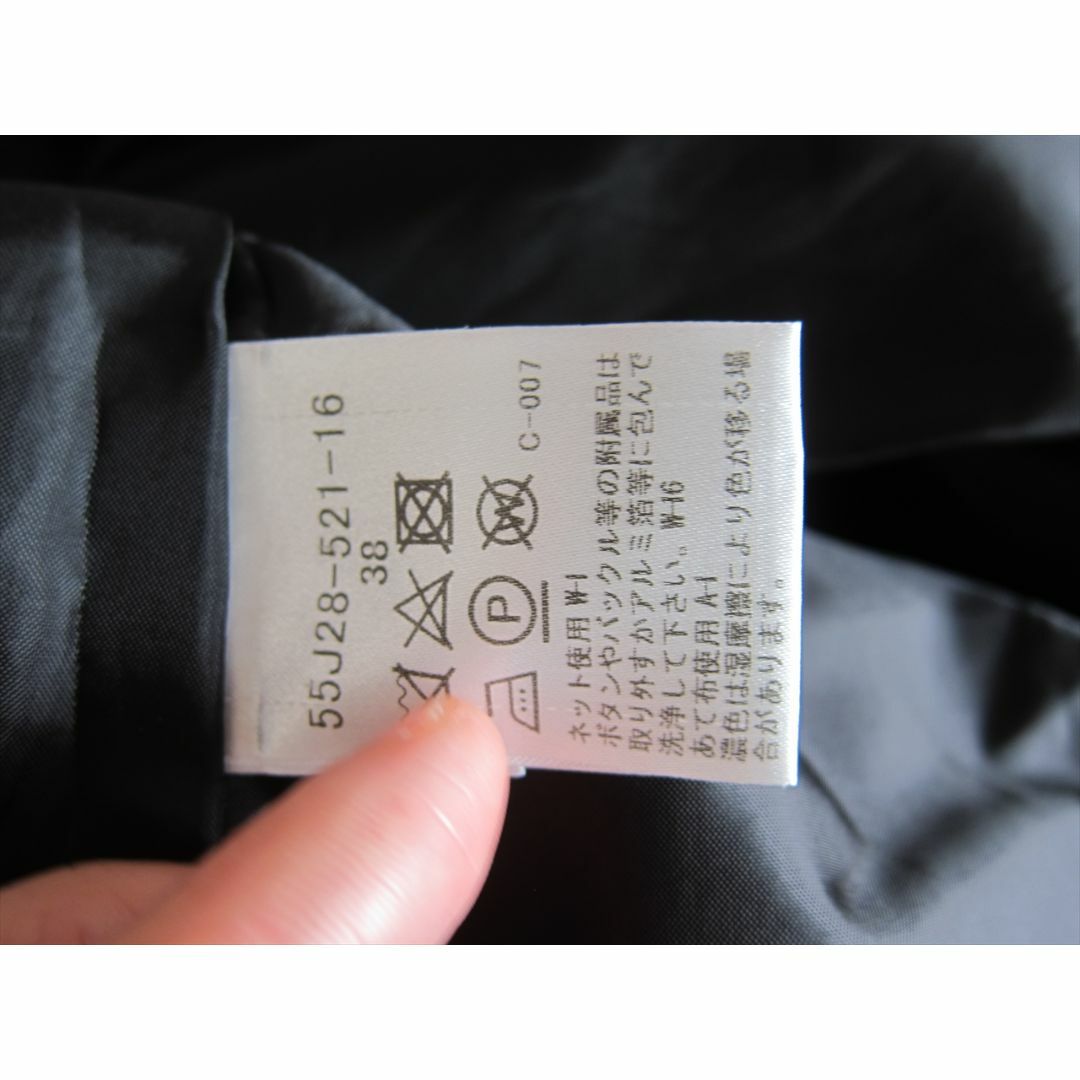 55J28-521-16
38
P
W
C-007
ネット使用 W-1
ボタンやバックル等の附属品は
取り外すかアルミ箔等に包んで
洗浄して下さい。W-16
あて布使用 A-1
濃色は湿摩擦により色が移る場
合があります。